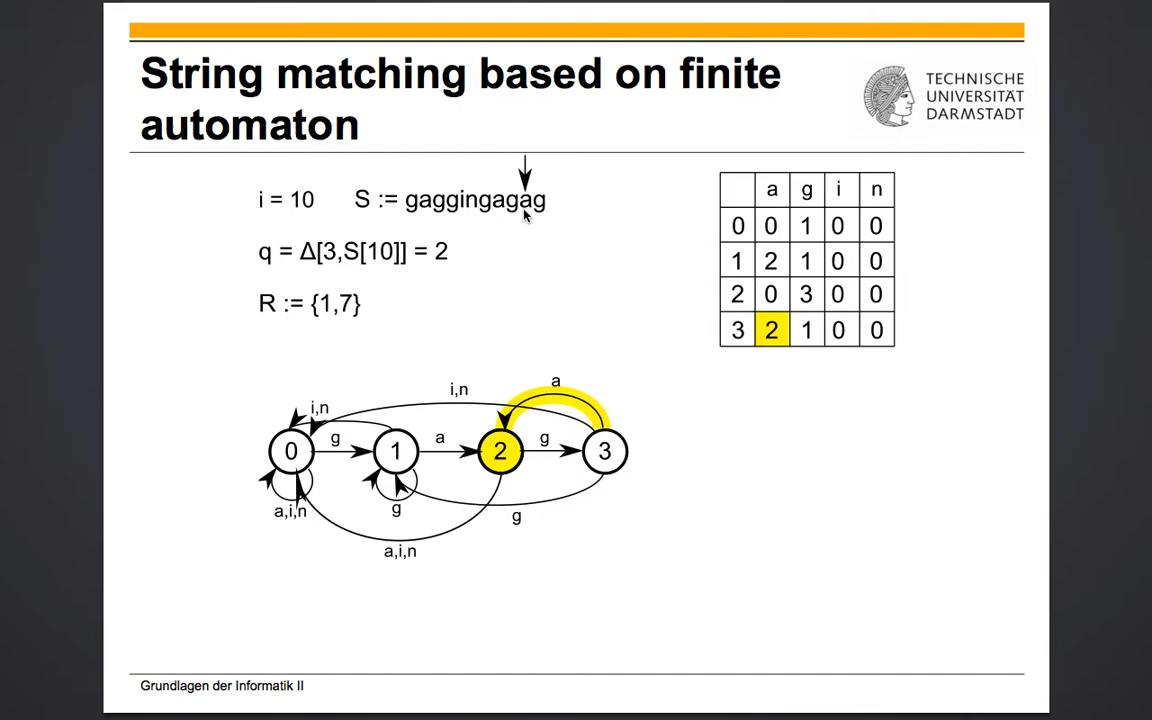 String matching based on finite
automaton
TECHNISCHE
UNIVERSITÄT
DARMSTADT
i = 10 S := gaggingagag
q = Δ[3,S[10]] = 2
R := {1,7}
a g i n
0 0 1 0 0
1 2 1 0 0
2 0 3 0 0
3 2 1 0 0
a
i,n
i,n
g a g
0 1 2 3
a,i,n g g
a,i,n
Grundlagen der Informatik II